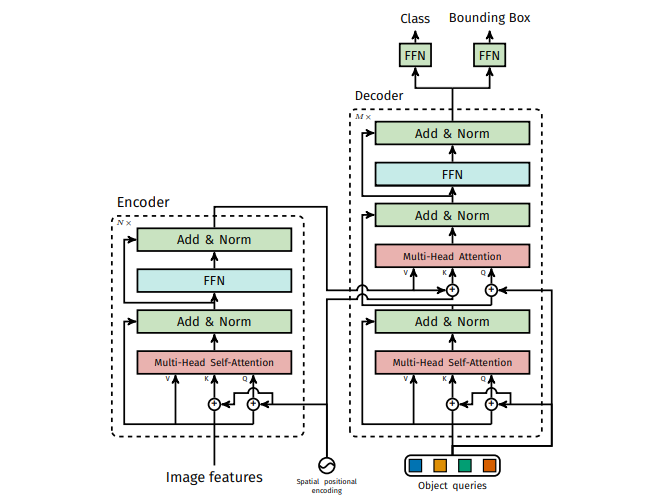 Class
Bounding Box
FFN
FFN
Decoder
M ×
Add & Norm
FFN
Add & Norm
Multi-Head Attention
V
K
Q
+
+
Add & Norm
Multi-Head Self-Attention
V
K
Q
+
+
Object queries
Encoder
N ×
Add & Norm
FFN
Add & Norm
Multi-Head Self-Attention
V
K
Q
+
+
Image features
Spatial positional
encoding